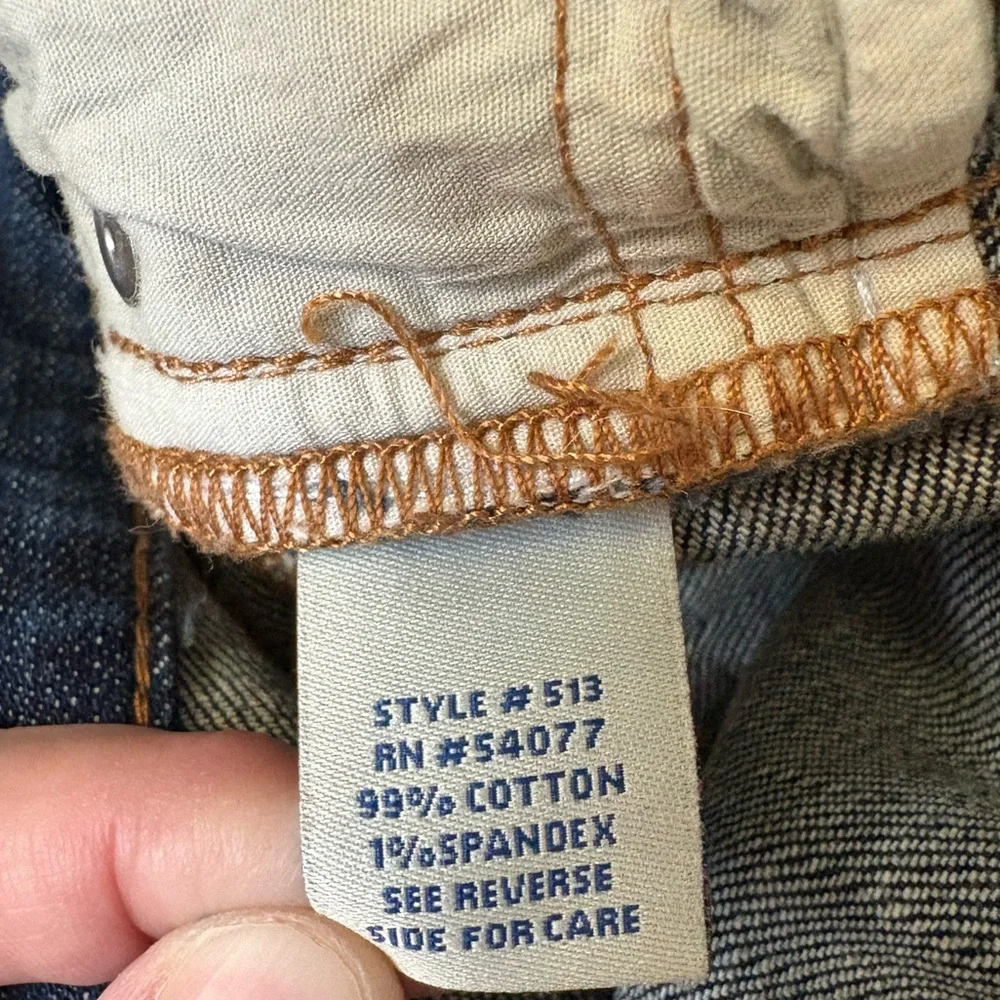 STYLE # 513
RN #54077
99% COTTON
1% SPANDEX
SEE REVERSE
SIDE FOR CARE